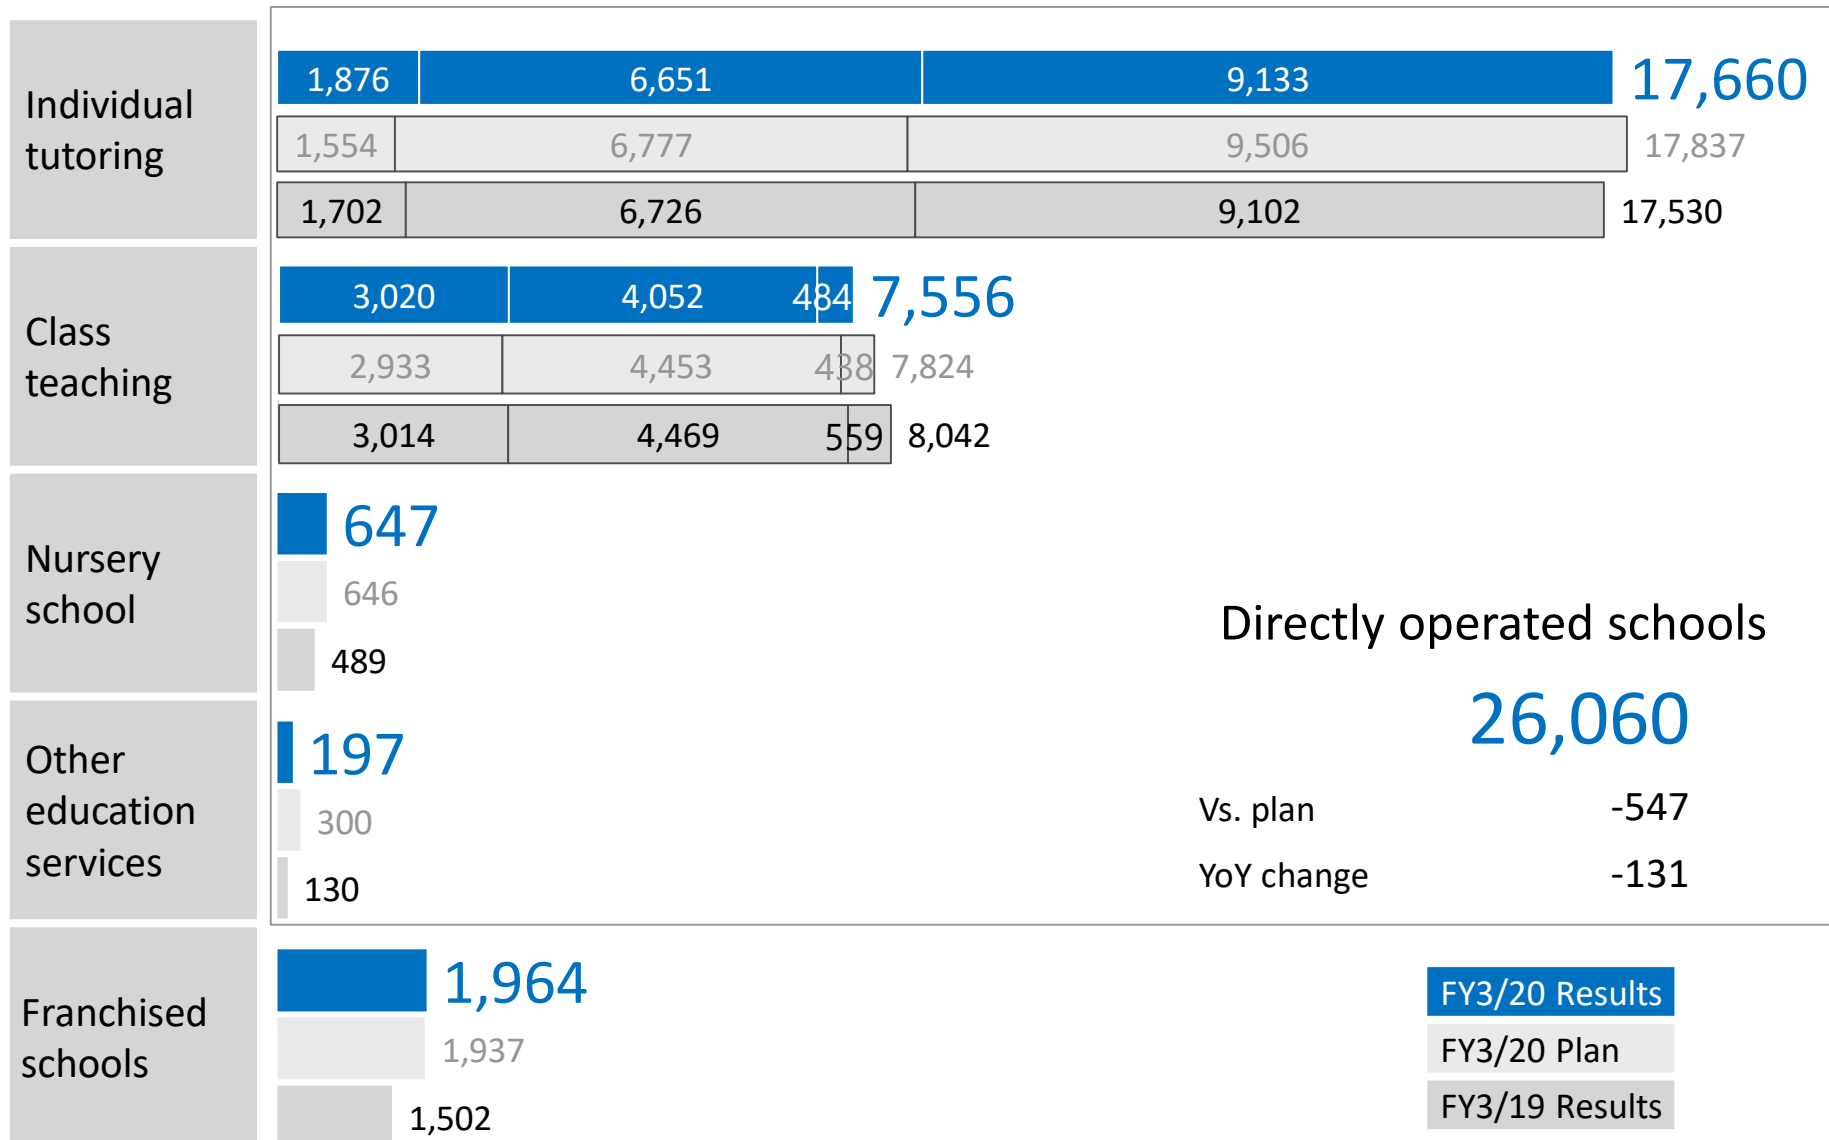 Individual
tutoring
1,876 6,651 9,133 17,660
1,554 6,777 9,506 17,837
1,702 6,726 9,102 17,530
Class
teaching
3,020 4,052 484 7,556
2,933 4,453 438 7,824
3,014 4,469 559 8,042
Nursery
school
647
646
489
Other
education
services
197
300
130
Directly operated schools
26,060
Vs. plan -547
YoY change -131
Franchised
schools
1,964
1,937
1,502
FY3/20 Results
FY3/20 Plan
FY3/19 Results